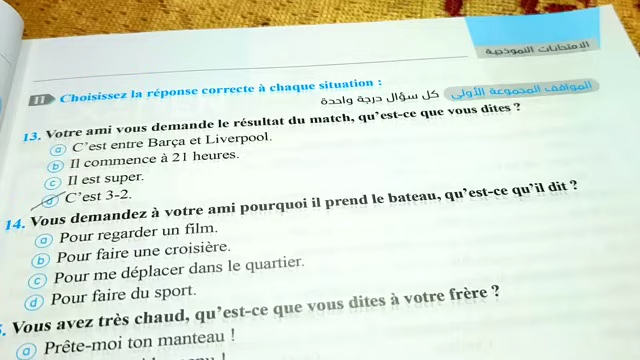 الامتحانات النموذجية
II Choisissez la réponse correcte à chaque situation :
المواقف المجموعة الأولى كل سؤال درجة واحدة
13. Votre ami vous demande le résultat du match, qu'est-ce que vous dites ?
a C'est entre Barça et Liverpool.
b Il commence à 21 heures.
c Il est super.
d C'est 3-2.
14. Vous demandez à votre ami pourquoi il prend le bateau, qu'est-ce qu'il dit ?
a Pour regarder un film.
b Pour faire une croisière.
c Pour me déplacer dans le quartier.
d Pour faire du sport.
. Vous avez très chaud, qu'est-ce que vous dites à votre frère ?
a Prête-moi ton manteau !